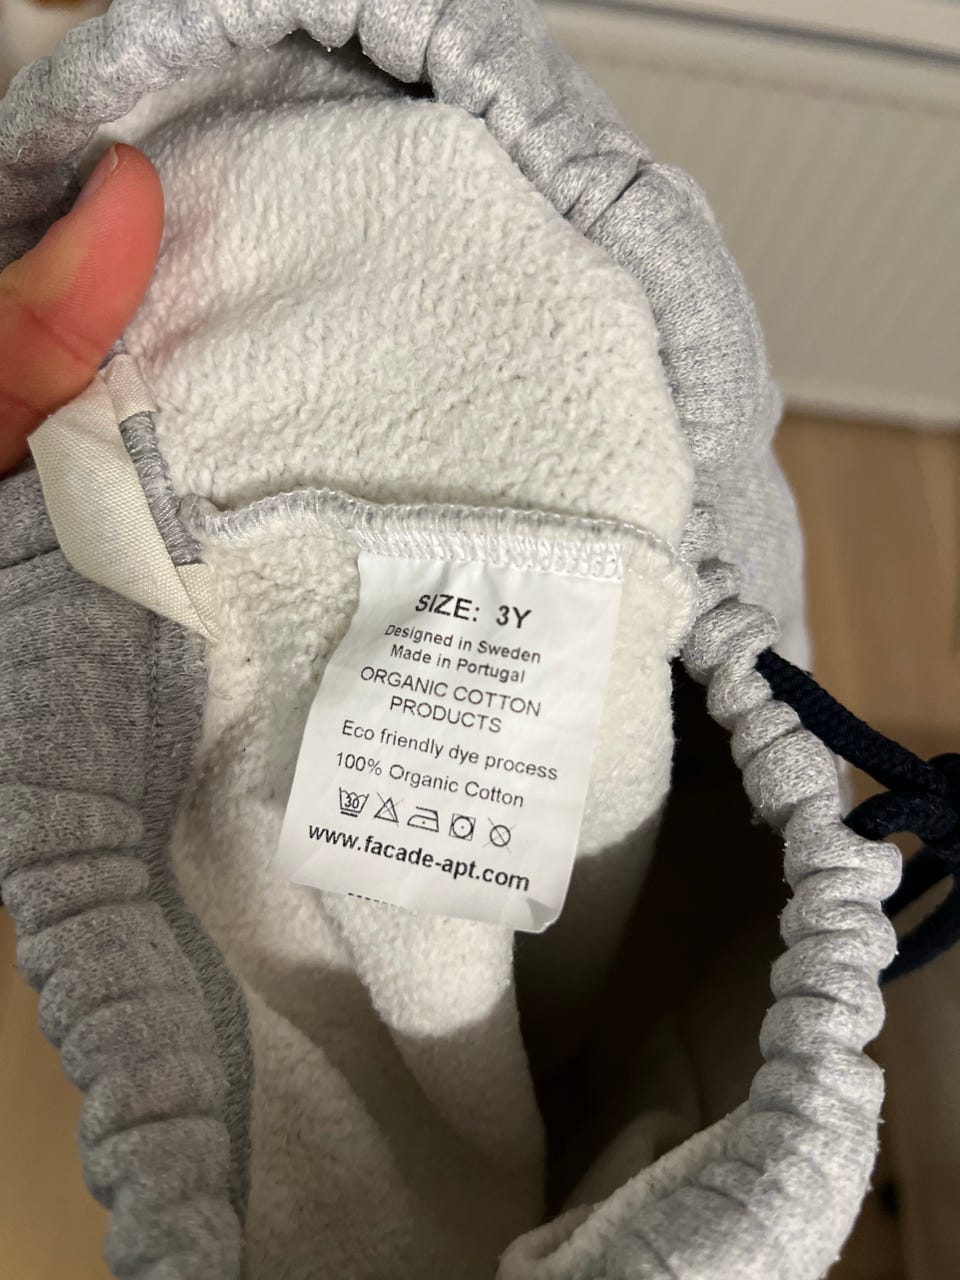 SIZE: 3Y
Designed in Sweden
Made in Portugal
ORGANIC COTTON
PRODUCTS
Eco friendly dye process
100% Organic Cotton
30
www.facade-apt.com